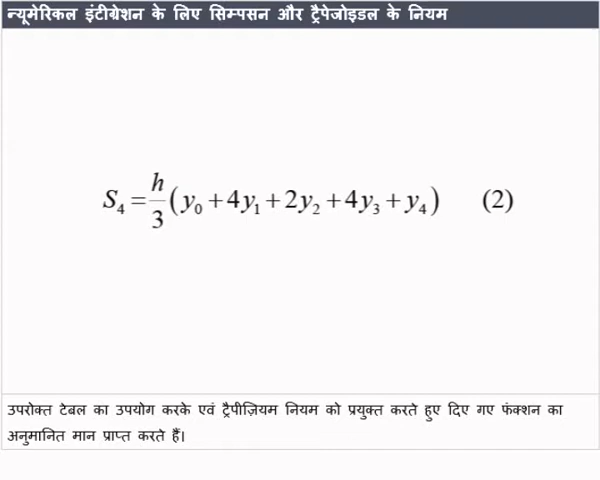 न्यूमेरिकल इंटीग्रेशन के लिए सिम्पसन और ट्रैपेजोइडल के नियम
S₄ = h/3 (y₀ + 4y₁ + 2y₂ + 4y₃ + y₄) (2)
उपरोक्त टेबल का उपयोग करके एवं ट्रैपीज़ियम नियम को प्रयुक्त करते हुए दिए गए फंक्शन का
अनुमानित मान प्राप्त करते हैं।